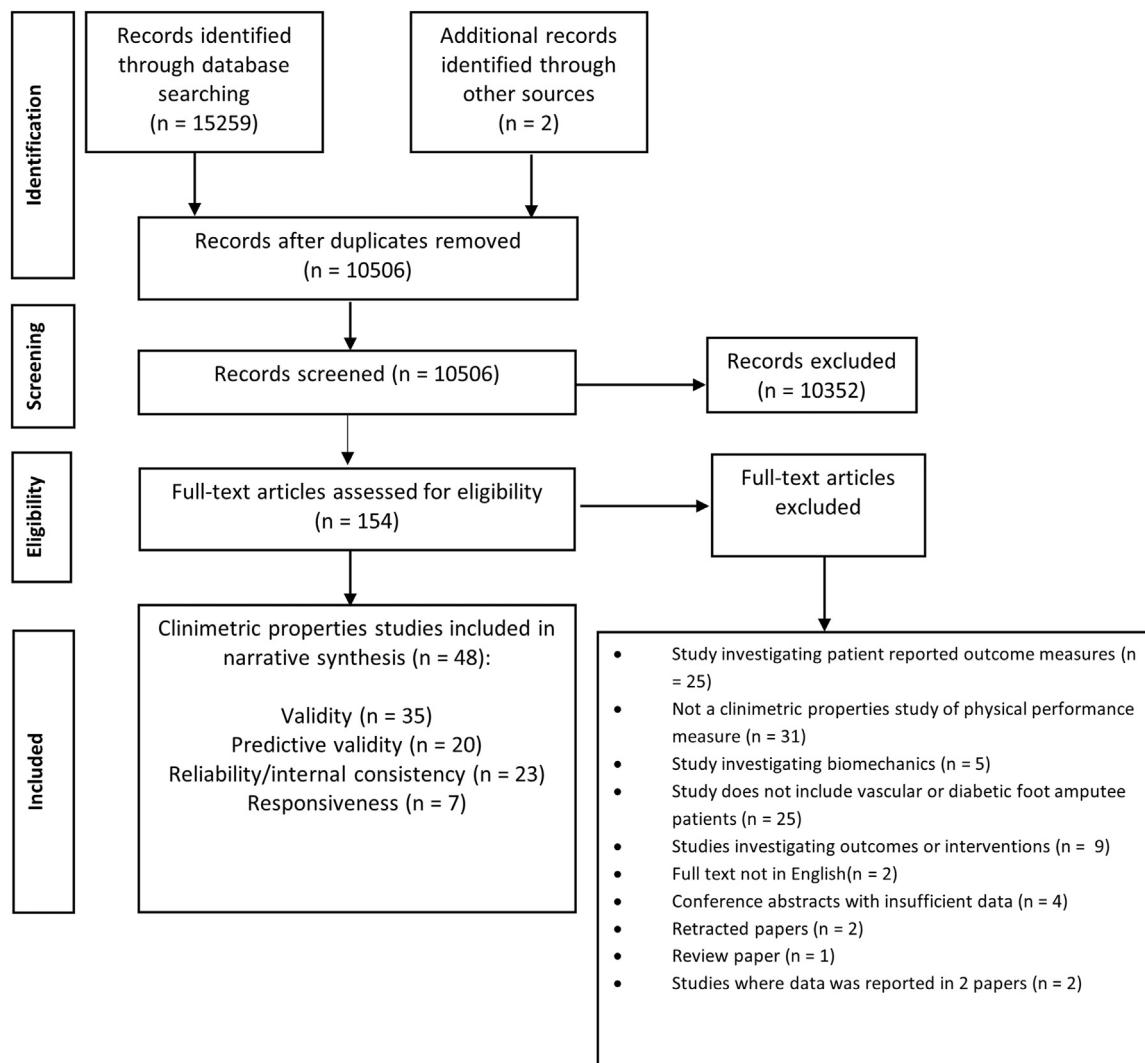 Identification
Records identified
through database
searching
(n = 15259)
Additional records
identified through
other sources
(n = 2)
Records after duplicates removed
(n = 10506)
Screening
Records screened (n = 10506)
Records excluded
(n = 10352)
Eligibility
Full-text articles assessed for eligibility
(n = 154)
Full-text articles
excluded
Included
Clinimetric properties studies included in
narrative synthesis (n = 48):
Validity (n = 35)
Predictive validity (n = 20)
Reliability/internal consistency (n = 23)
Responsiveness (n = 7)
• Study investigating patient reported outcome measures (n
= 25)
• Not a clinimetric properties study of physical performance
measure (n = 31)
• Study investigating biomechanics (n = 5)
• Study does not include vascular or diabetic foot amputee
patients (n = 25)
• Studies investigating outcomes or interventions (n =  9)
• Full text not in English(n = 2)
• Conference abstracts with insufficient data (n = 4)
• Retracted papers (n = 2)
• Review paper (n = 1)
• Studies where data was reported in 2 papers (n = 2)